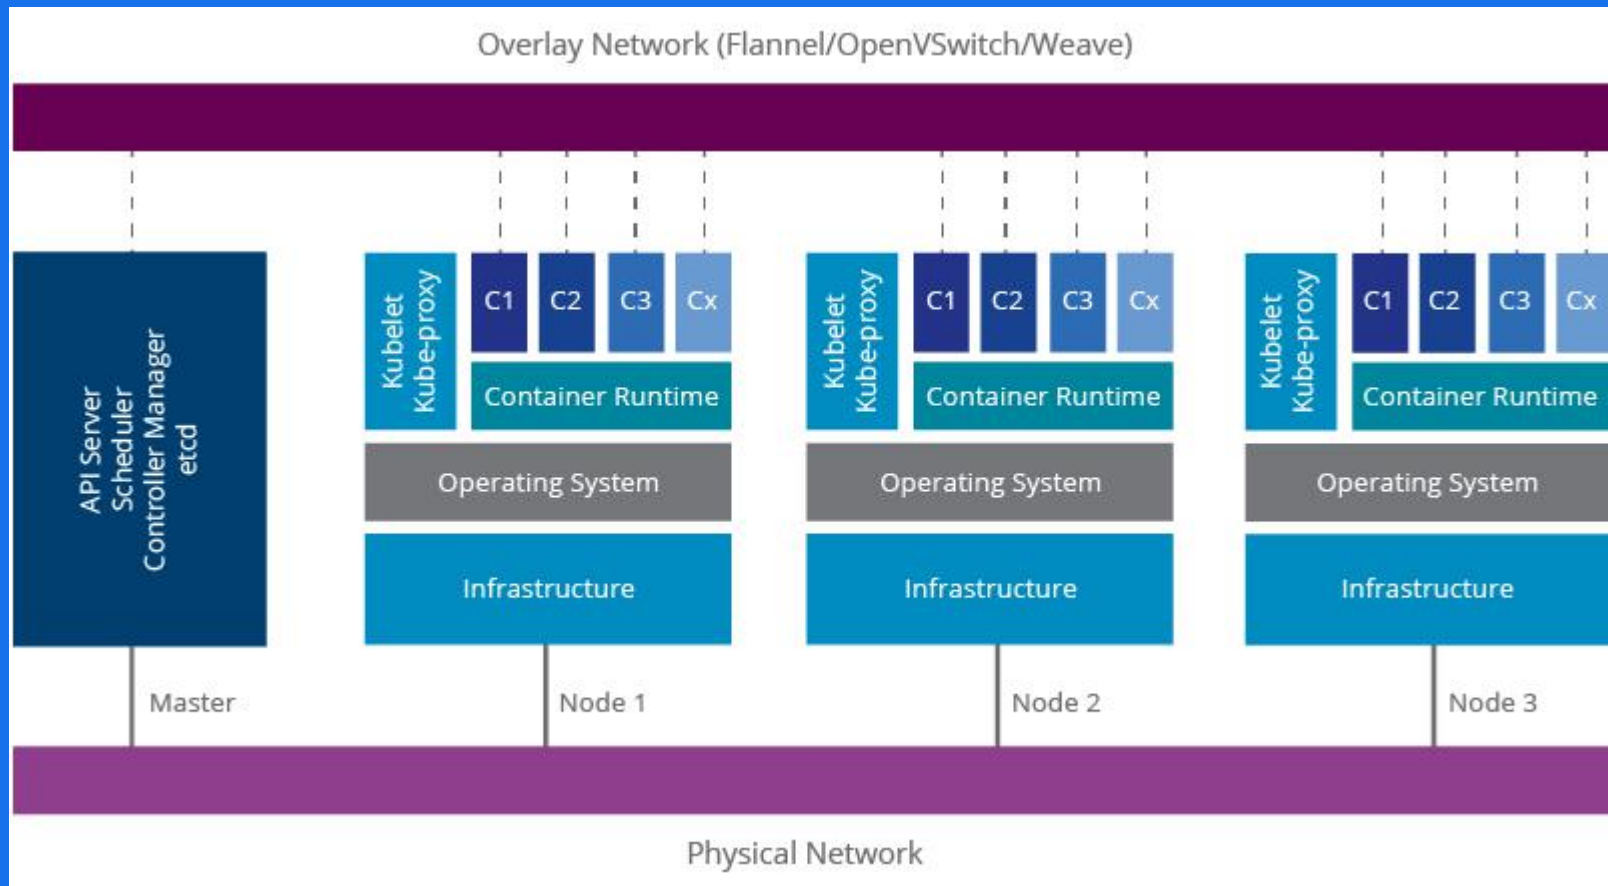 Overlay Network (Flannel/OpenVSwitch/Weave)
API Server
Scheduler
Controller Manager
etcd
Kubelet
Kube-proxy
C1
C2
C3
Cx
Container Runtime
Operating System
Infrastructure
Kubelet
Kube-proxy
C1
C2
C3
Cx
Container Runtime
Operating System
Infrastructure
Kubelet
Kube-proxy
C1
C2
C3
Cx
Container Runtime
Operating System
Infrastructure
Master
Node 1
Node 2
Node 3
Physical Network